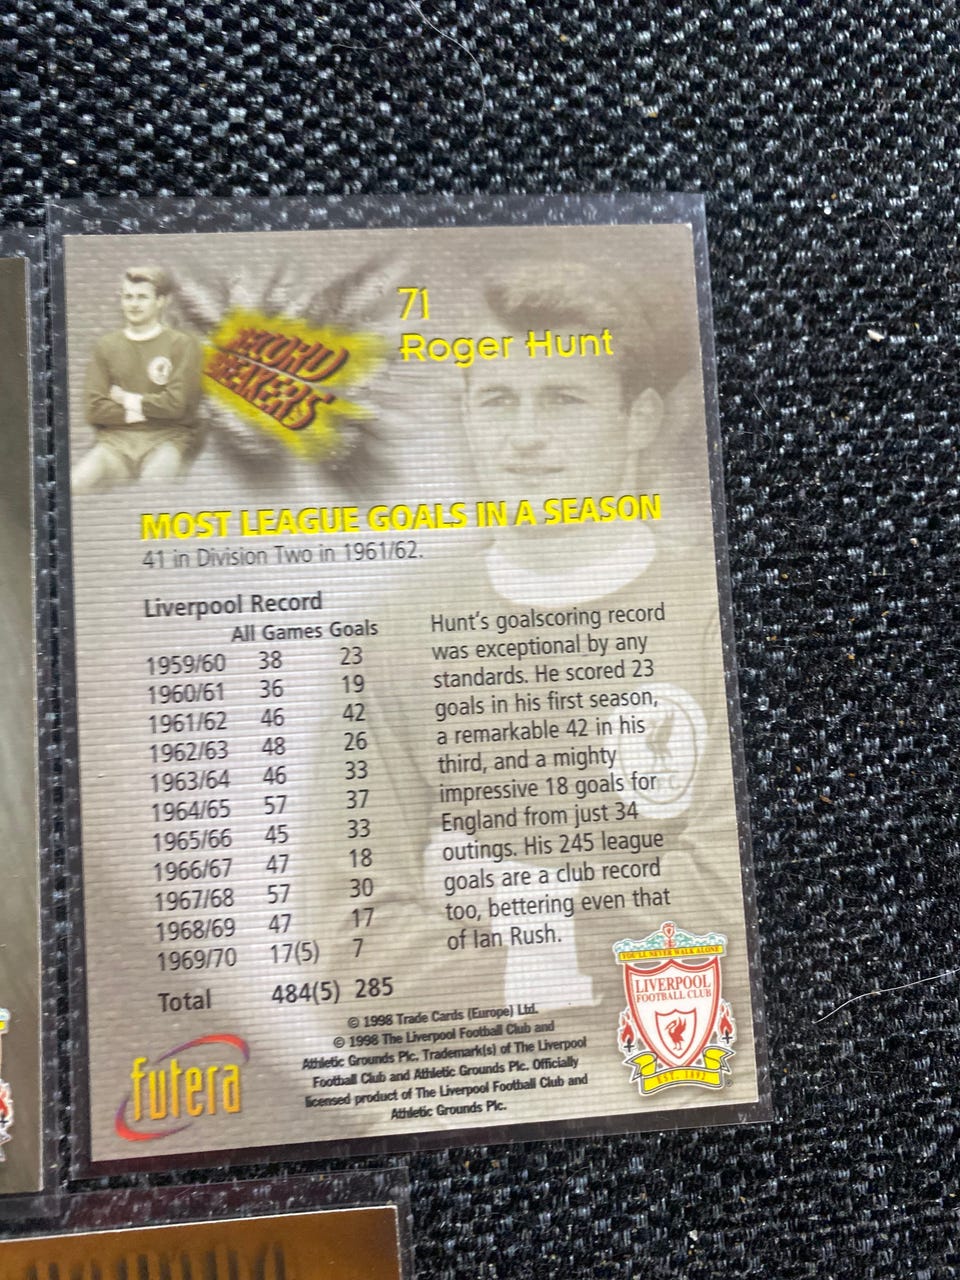 71
Roger Hunt
RECORD
BREAKERS
MOST LEAGUE GOALS IN A SEASON
41 in Division Two in 1961/62.
Liverpool Record
All Games Goals
1959/60 38 23
1960/61 36 19
1961/62 46 42
1962/63 48 26
1963/64 46 33
1964/65 57 37
1965/66 45 33
1966/67 47 18
1967/68 57 30
1968/69 47 17
1969/70 17(5) 7
Total 484(5) 285
Hunt's goalscoring record
was exceptional by any
standards. He scored 23
goals in his first season,
a remarkable 42 in his
third, and a mighty
impressive 18 goals for
England from just 34
outings. His 245 league
goals are a club record
too, bettering even that
of Ian Rush.
© 1998 Trade Cards (Europe) Ltd.
© 1998 The Liverpool Football Club and
Athletic Grounds Plc. Trademark(s) of The Liverpool
Football Club and Athletic Grounds Plc. Officially
licensed product of The Liverpool Football Club and
Athletic Grounds Plc.
futera
YOU'LL NEVER WALK ALONE
LIVERPOOL
FOOTBALL CLUB
EST. 1892
®